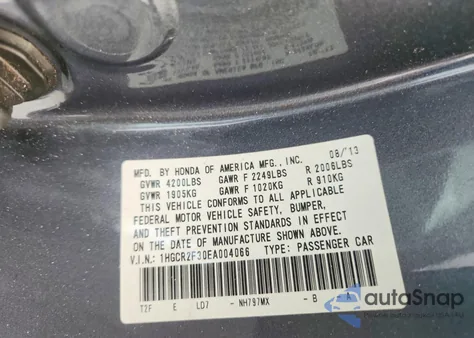 MFD. BY HONDA OF AMERICA MFG., INC. 08/13
GVWR 4200LBS GAWR F 2249LBS R 2006LBS
GVWR 1905KG GAWR F 1020KG R 910KG
THIS VEHICLE CONFORMS TO ALL APPLICABLE
FEDERAL MOTOR VEHICLE SAFETY, BUMPER,
AND THEFT PREVENTION STANDARDS IN EFFECT
ON THE DATE OF MANUFACTURE SHOWN ABOVE.
V.I.N.: 1HGCR2F30EA004066 TYPE: PASSENGER CAR
T2F E LD7 - NH797MX - B A
autoSnap